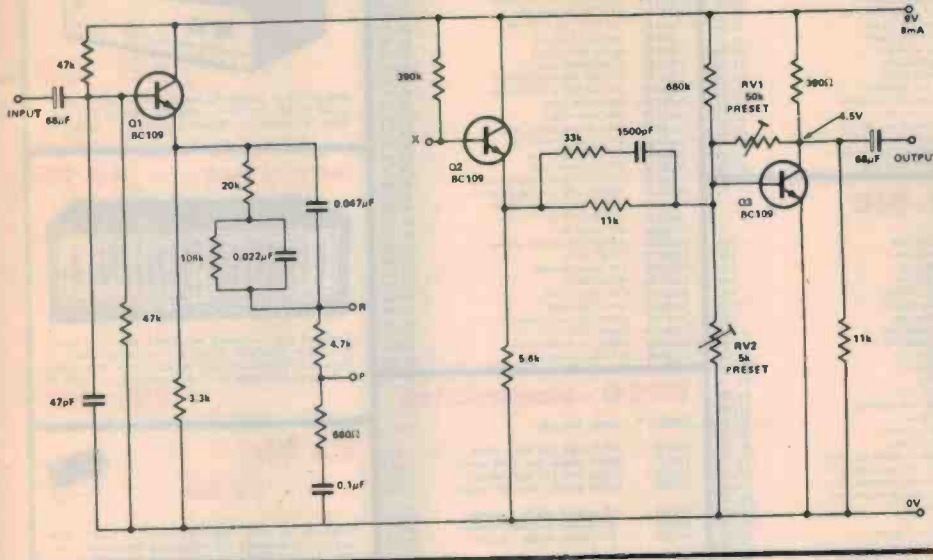 9V
8mA
47k
INPUT
68µF
Q1
BC109
20k
0.047µF
0.022µF
47k
R
4.7k
P
47pF
3.3k
680Ω
0.1µF
390k
X
Q2
BC109
33k
1500pF
11k
5.6k
680k
RV1
50k
PRESET
390Ω
4.5V
68µF
OUTPUT
Q3
BC109
RV2
5k
PRESET
11k
0V